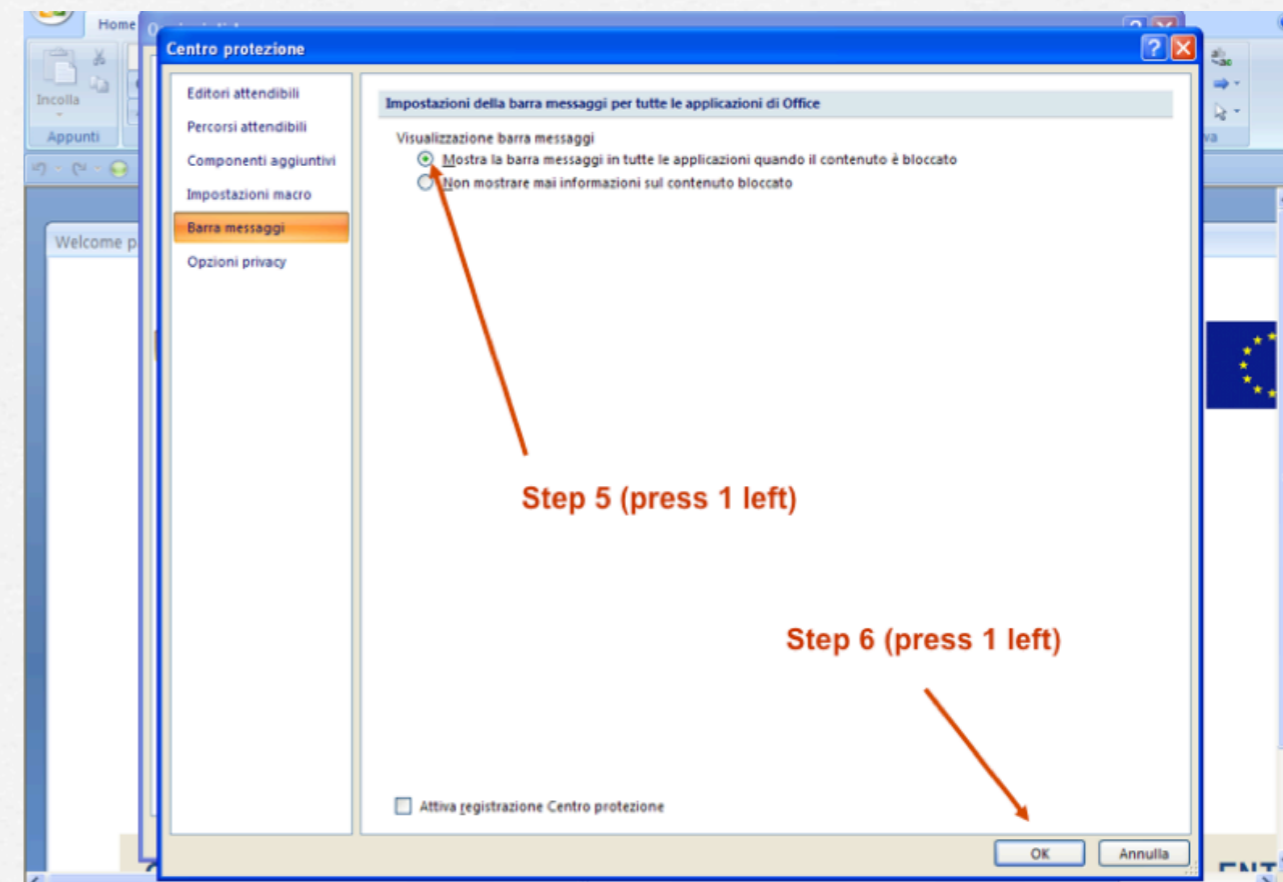 Home
Centro protezione
Incolla
Appunti
Editori attendibili
Percorsi attendibili
Componenti aggiuntivi
Impostazioni macro
Barra messaggi
Opzioni privacy
Impostazioni della barra messaggi per tutte le applicazioni di Office
Visualizzazione barra messaggi
Mostra la barra messaggi in tutte le applicazioni quando il contenuto è bloccato
Non mostrare mai informazioni sul contenuto bloccato
Welcome p
Step 5 (press 1 left)
Step 6 (press 1 left)
Attiva registrazione Centro protezione
OK Annulla